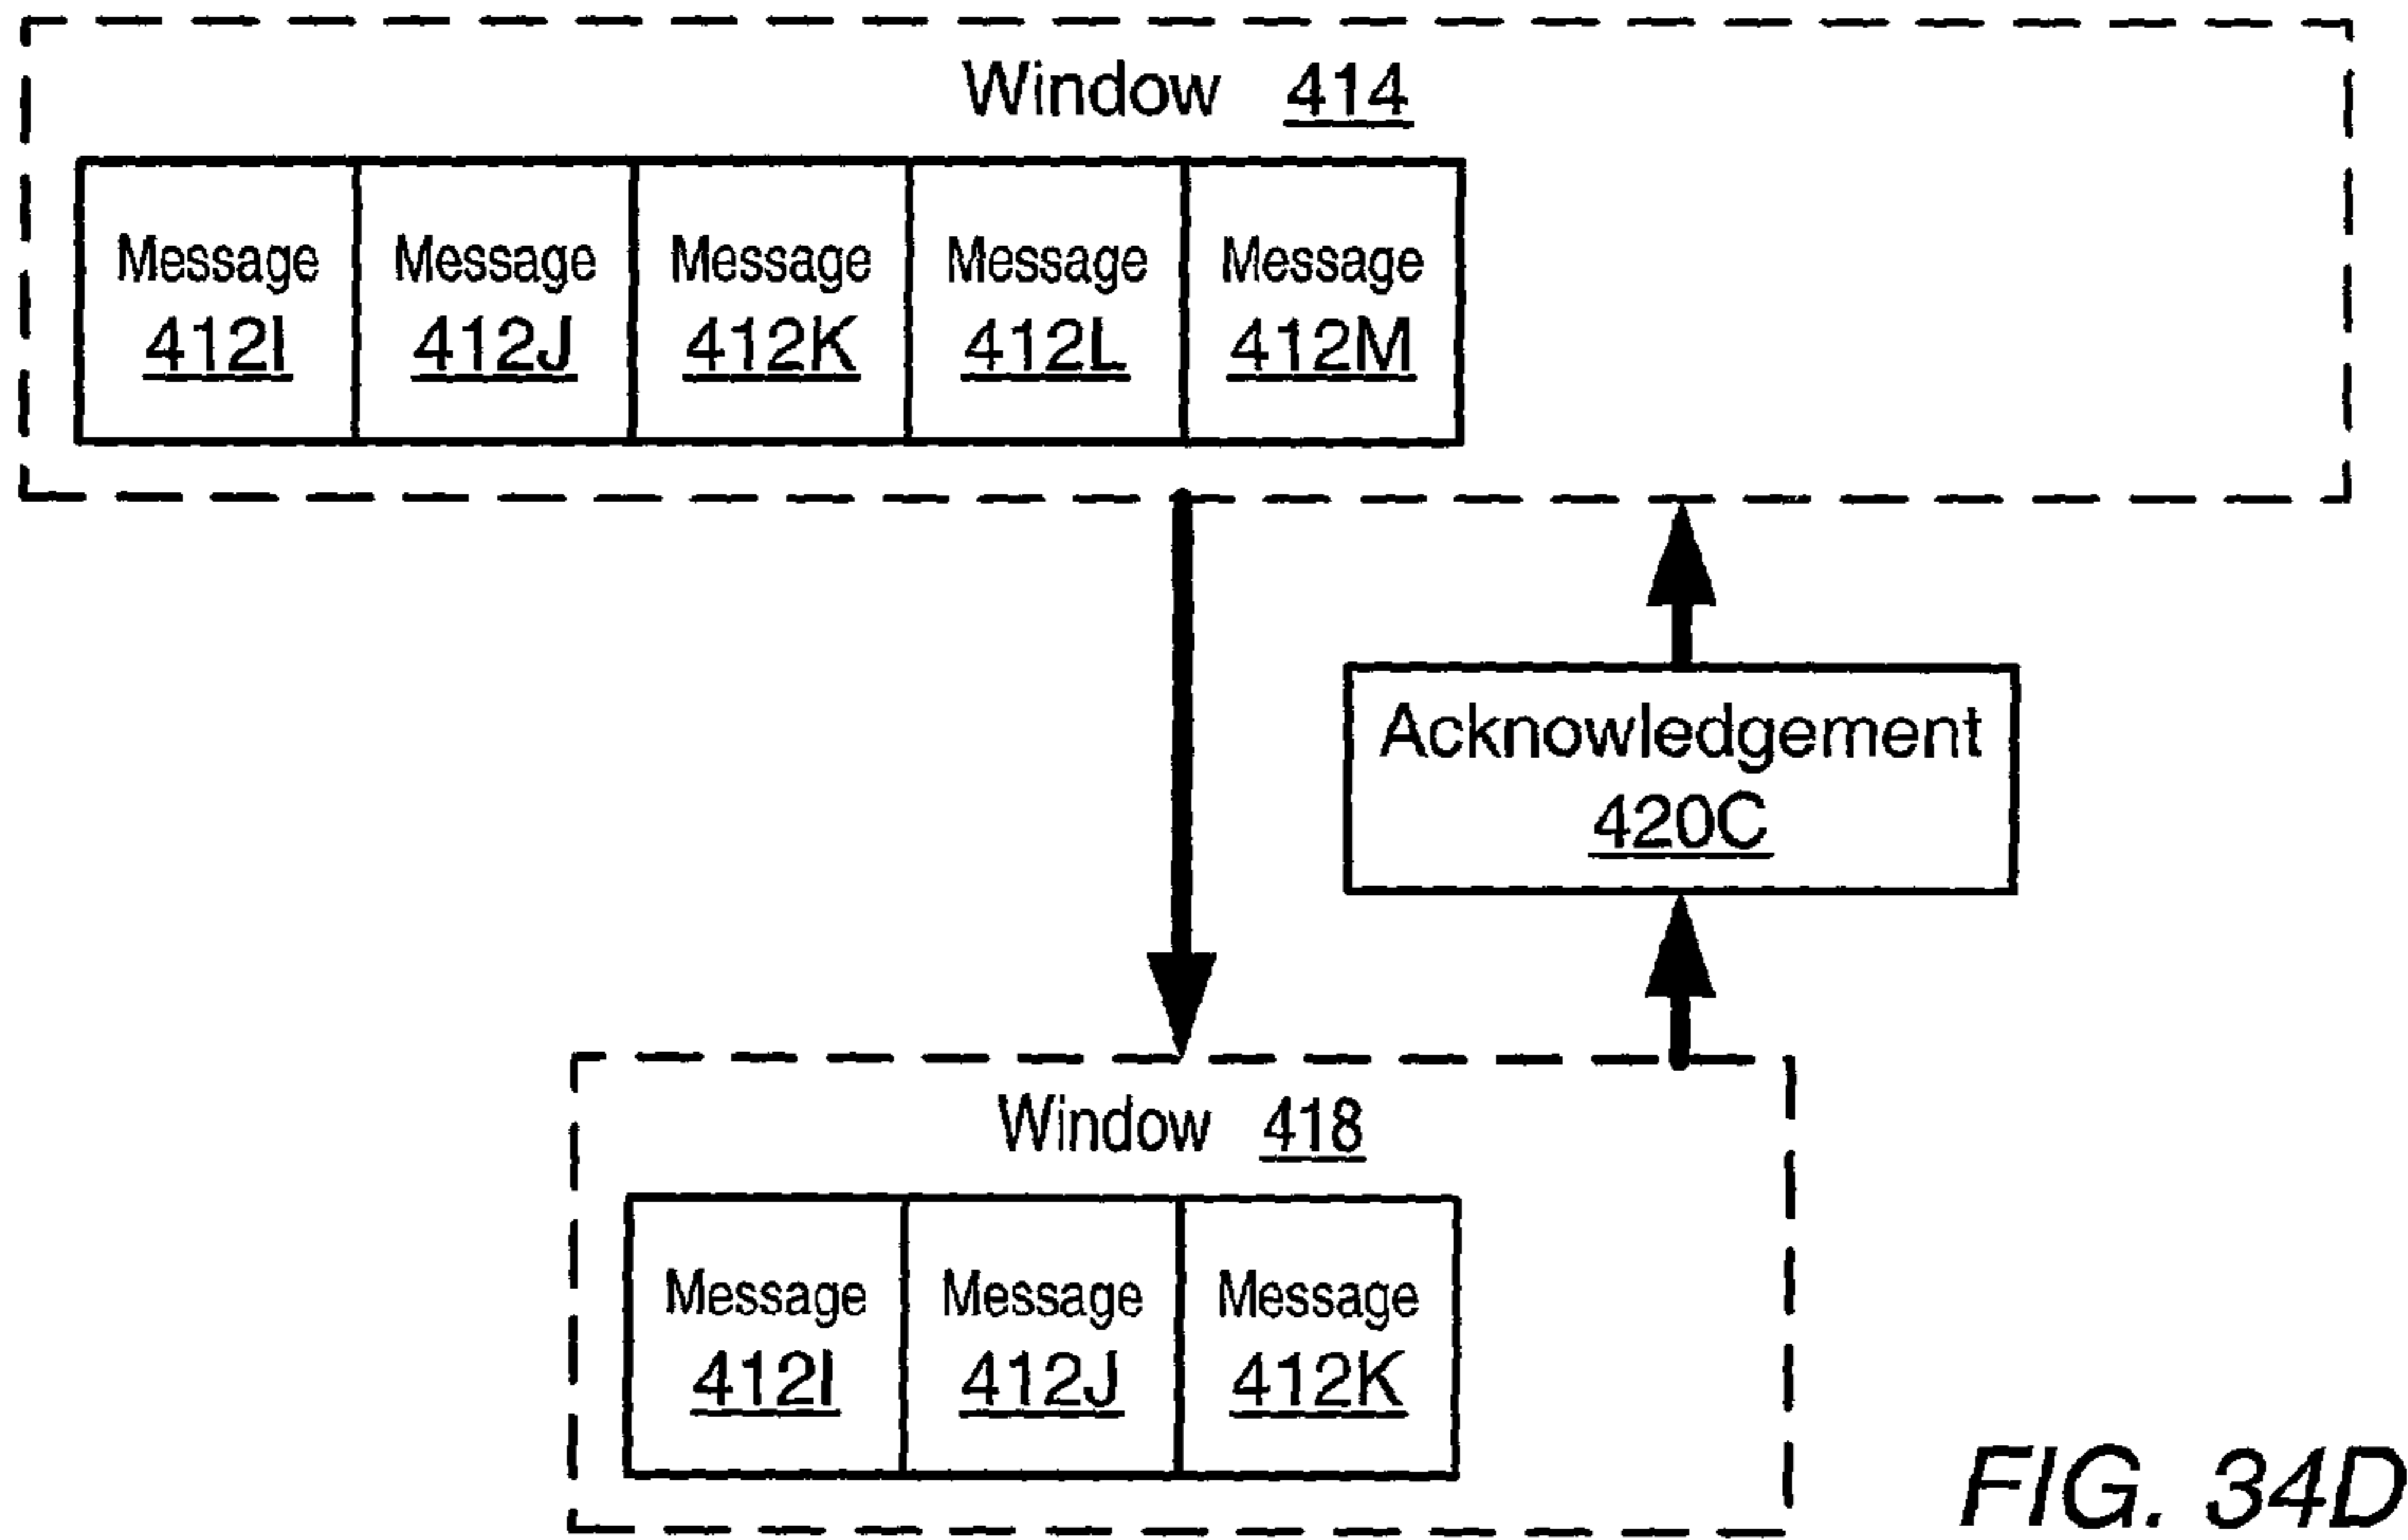 Window 414
Message Message Message Message Message
412I 412J 412K 412L 412M
Acknowledgement
420C
Window 418
Message Message Message
412I 412J 412K
FIG. 34D